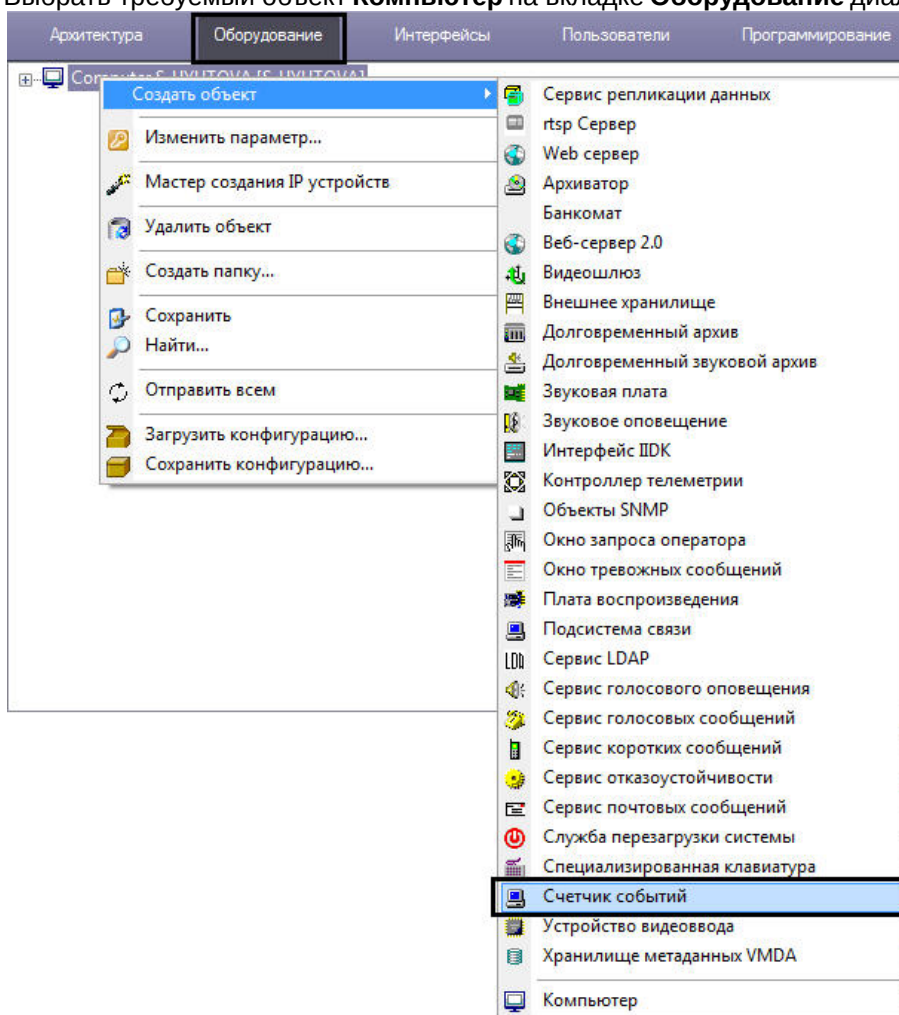 Выбрать требуемый объект Компьютер на вкладке Оборудование
Архитектура Оборудование Интерфейсы Пользователи Программирование
Computer S-UYUTOVA [S-UYUTOVA]
Создать объект
Изменить параметр...
Мастер создания IP устройств
Удалить объект
Создать папку...
Сохранить
Найти...
Отправить всем
Загрузить конфигурацию...
Сохранить конфигурацию...
Сервис репликации данных
rtsp Сервер
Web сервер
Архиватор
Банкомат
Веб-сервер 2.0
Видеошлюз
Внешнее хранилище
Долговременный архив
Долговременный звуковой архив
Звуковая плата
Звуковое оповещение
Интерфейс IIDK
Контроллер телеметрии
Объекты SNMP
Окно запроса оператора
Окно тревожных сообщений
Плата воспроизведения
Подсистема связи
Сервис LDAP
Сервис голосового оповещения
Сервис голосовых сообщений
Сервис коротких сообщений
Сервис отказоустойчивости
Сервис почтовых сообщений
Служба перезагрузки системы
Специализированная клавиатура
Счетчик событий
Устройство видеоввода
Хранилище метаданных VMDA
Компьютер